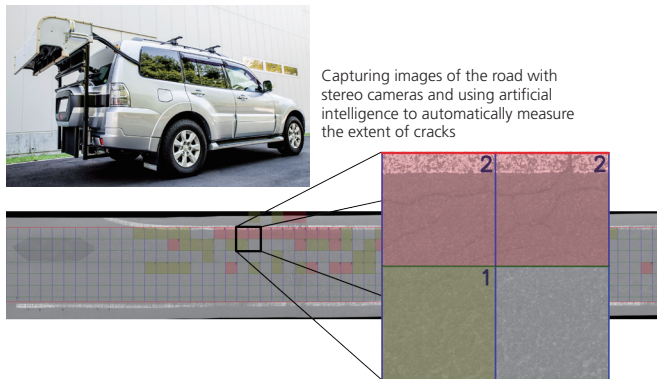 Capturing images of the road with
stereo cameras and using artificial
intelligence to automatically measure
the extent of cracks
2
2
1